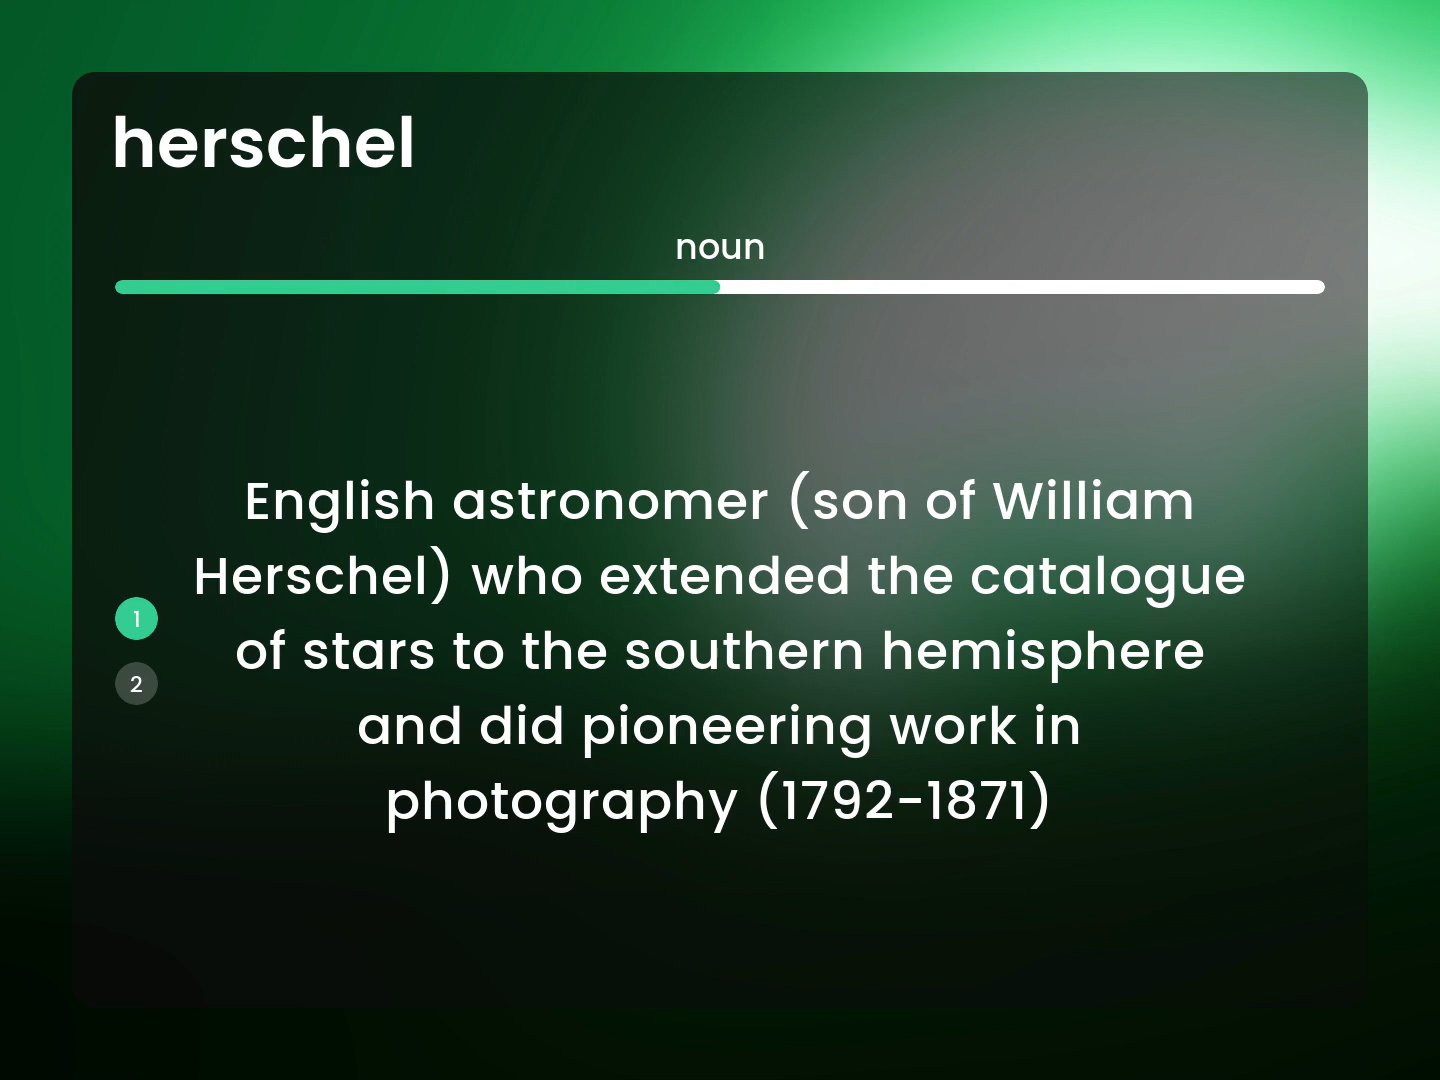 herschel
noun
English astronomer (son of William
Herschel) who extended the catalogue
of stars to the southern hemisphere
and did pioneering work in
photography (1792-1871)
1
2